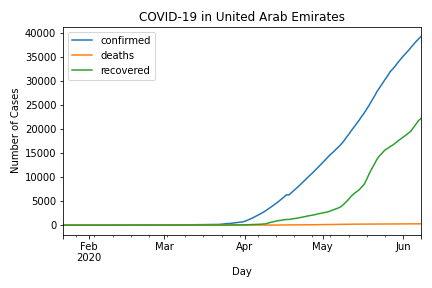 COVID-19 in United Arab Emirates
confirmed
deaths
recovered
Number of Cases
40000
35000
30000
25000
20000
15000
10000
5000
0
Feb Mar Apr May Jun
2020
Day